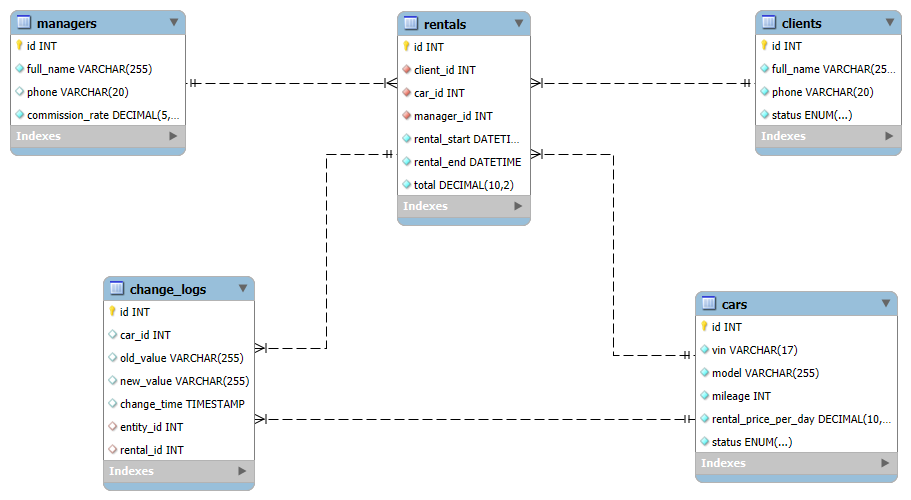 managers
id INT
full_name VARCHAR(255)
phone VARCHAR(20)
commission_rate DECIMAL(5,...
Indexes
rentals
id INT
client_id INT
car_id INT
manager_id INT
rental_start DATETI...
rental_end DATETIME
total DECIMAL(10,2)
Indexes
clients
id INT
full_name VARCHAR(25...
phone VARCHAR(20)
status ENUM(...)
Indexes
change_logs
id INT
car_id INT
old_value VARCHAR(255)
new_value VARCHAR(255)
change_time TIMESTAMP
entity_id INT
rental_id INT
Indexes
cars
id INT
vin VARCHAR(17)
model VARCHAR(255)
mileage INT
rental_price_per_day DECIMAL(10,...
status ENUM(...)
Indexes